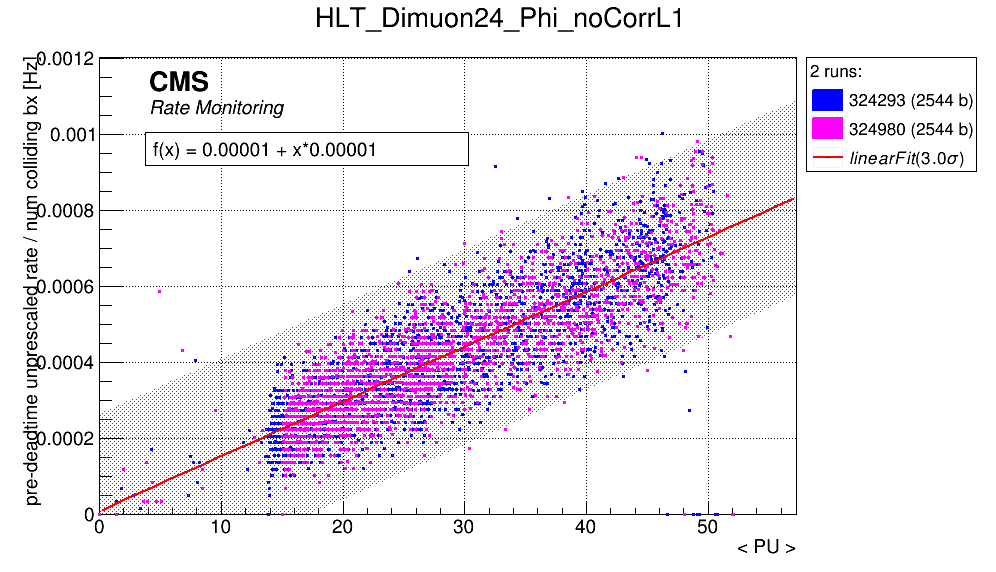 HLT_Dimuon24_Phi_noCorrL1
pre-deadtime unprescaled rate / num colliding bx [Hz]
0.0012
0.001
0.0008
0.0006
0.0004
0.0002
0
CMS
Rate Monitoring
f(x) = 0.00001 + x*0.00001
2 runs:
324293 (2544 b)
324980 (2544 b)
linearFit(3.0σ)
0 10 20 30 40 50
< PU >